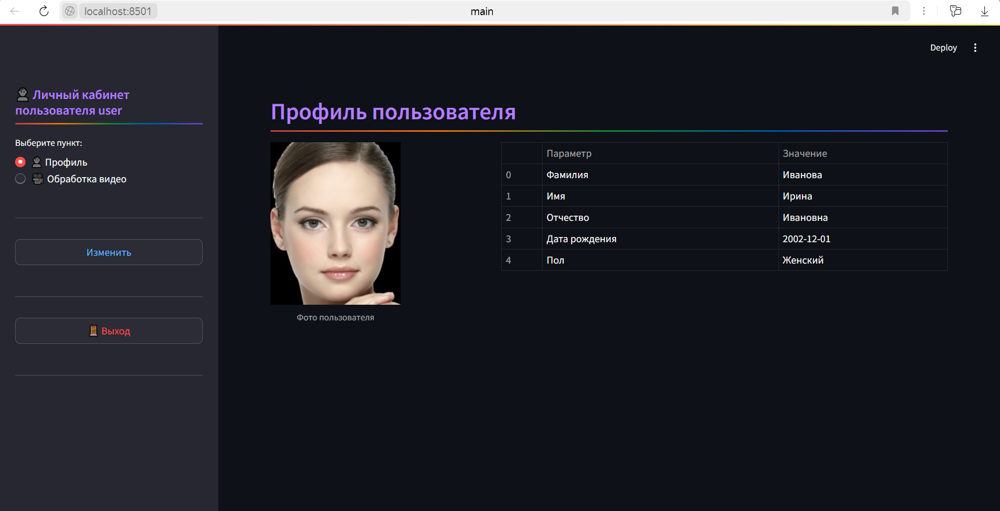 localhost:8501
main
Deploy
Личный кабинет
пользователя user
Выберите пункт:
Профиль
Обработка видео
Изменить
Выход
Профиль пользователя
Фото пользователя
Параметр Значение
0 Фамилия Иванова
1 Имя Ирина
2 Отчество Ивановна
3 Дата рождения 2002-12-01
4 Пол Женский